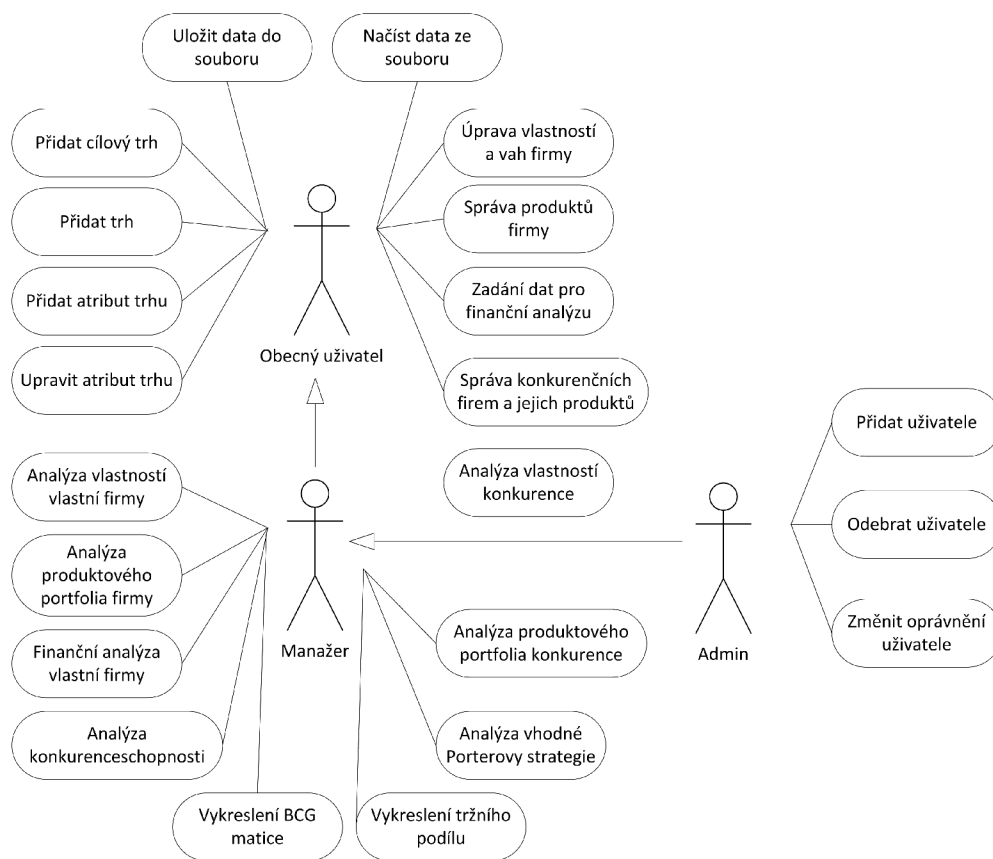 Uložit data do
souboru
Načíst data ze
souboru
Přidat cílový trh
Přidat trh
Přidat atribut trhu
Upravit atribut trhu
Úprava vlastností
a vah firmy
Správa produktů
firmy
Zadání dat pro
finanční analýzu
Správa konkurenčních
firem a jejich produktů
Obecný uživatel
Analýza vlastností
vlastní firmy
Analýza
produktového
portfolia firmy
Finanční analýza
vlastní firmy
Analýza
konkurenceschopnosti
Vykreslení BCG
matice
Manažer
Analýza vlastností
konkurence
Analýza produktového
portfolia konkurence
Analýza vhodné
Porterovy strategie
Vykreslení tržního
podílu
Admin
Přidat uživatele
Odebrat uživatele
Změnit oprávnění
uživatele